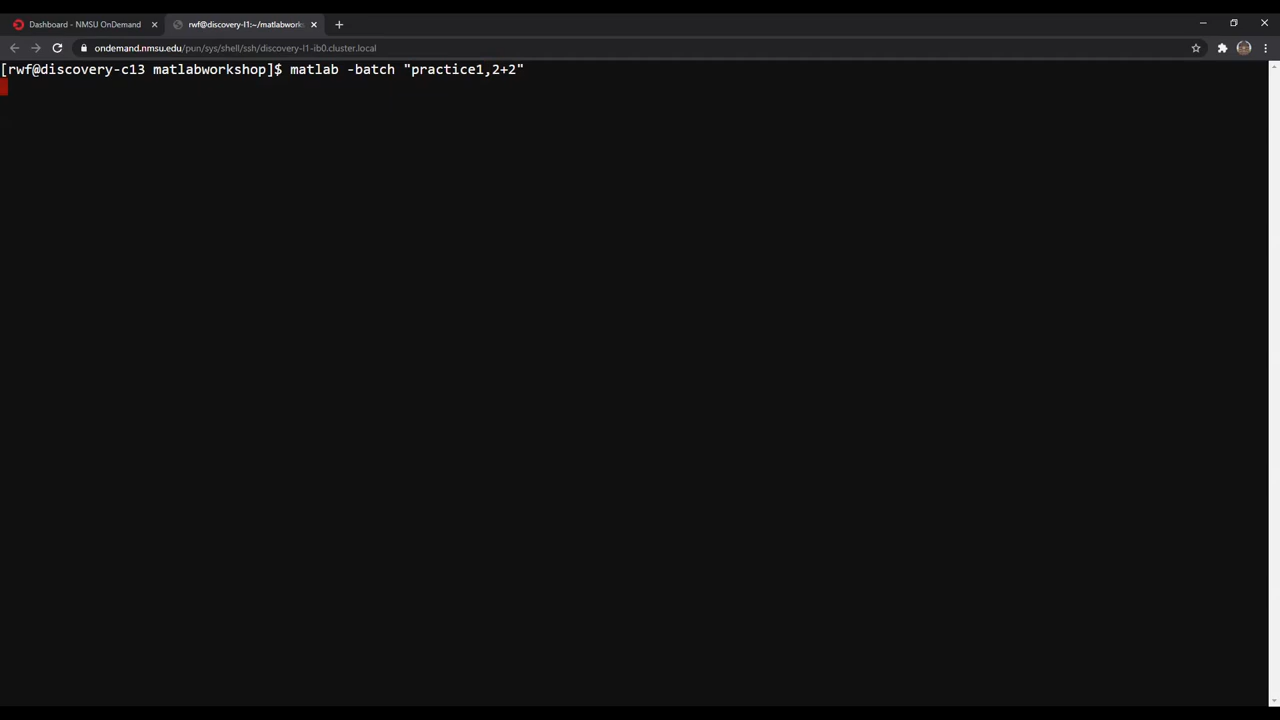 Dashboard - NMSU OnDemand
rwf@discovery-l1:~/matlabwork
ondemand.nmsu.edu/pun/sys/shell/ssh/discovery-l1-ib0.cluster.local
[rwf@discovery-c13 matlabworkshop]$ matlab -batch "practice1,2+2"